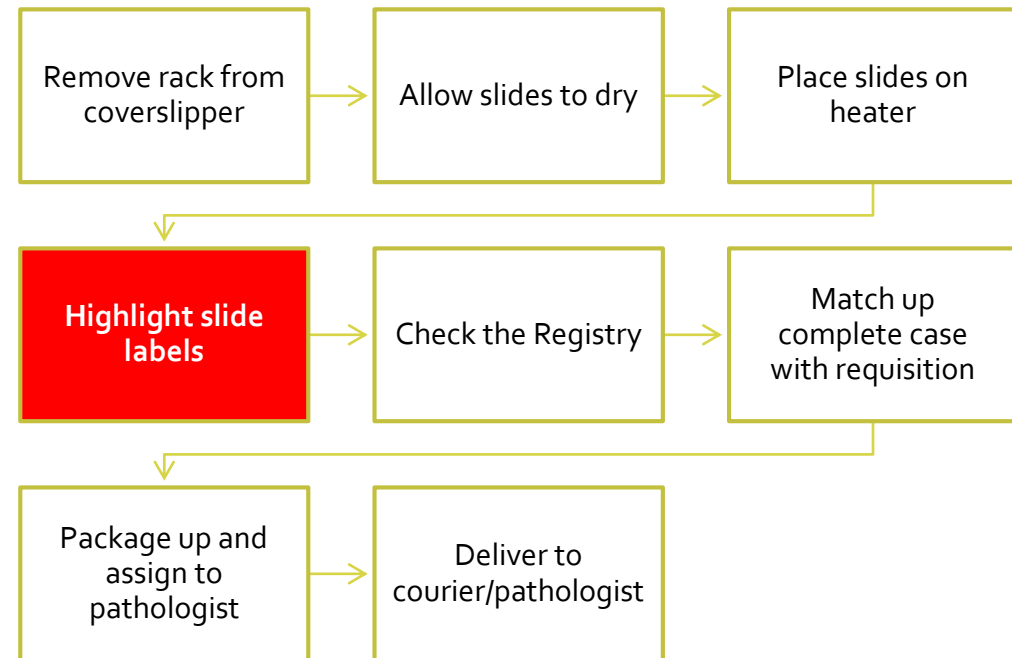 Remove rack from
coverslipper
Allow slides to dry
Place slides on
heater
Highlight slide
labels
Check the Registry
Match up
complete case
with requisition
Package up and
assign to
pathologist
Deliver to
courier/pathologist